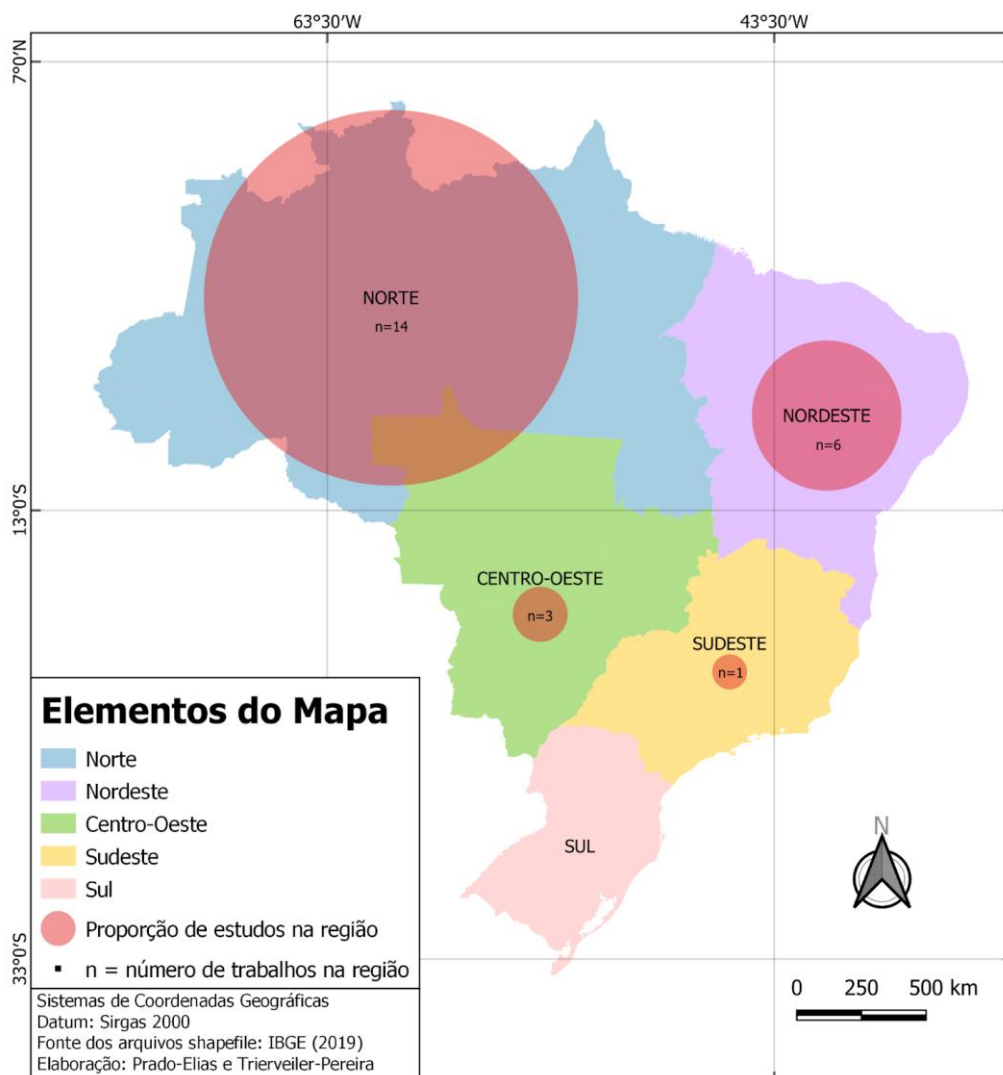 63°30'W
43°30'W
7°0'N
NORTE
n=14
NORDESTE
n=6
13°0'S
CENTRO-OESTE
n=3
SUDESTE
n=1
SUL
33°0'S
Elementos do Mapa
Norte
Nordeste
Centro-Oeste
Sudeste
Sul
Proporção de estudos na região
n = número de trabalhos na região
Sistemas de Coordenadas Geográficas
Datum: Sirgas 2000
Fonte dos arquivos shapefile: IBGE (2019)
Elaboração: Prado-Elias e Trierveiler-Pereira
N
0 250 500 km